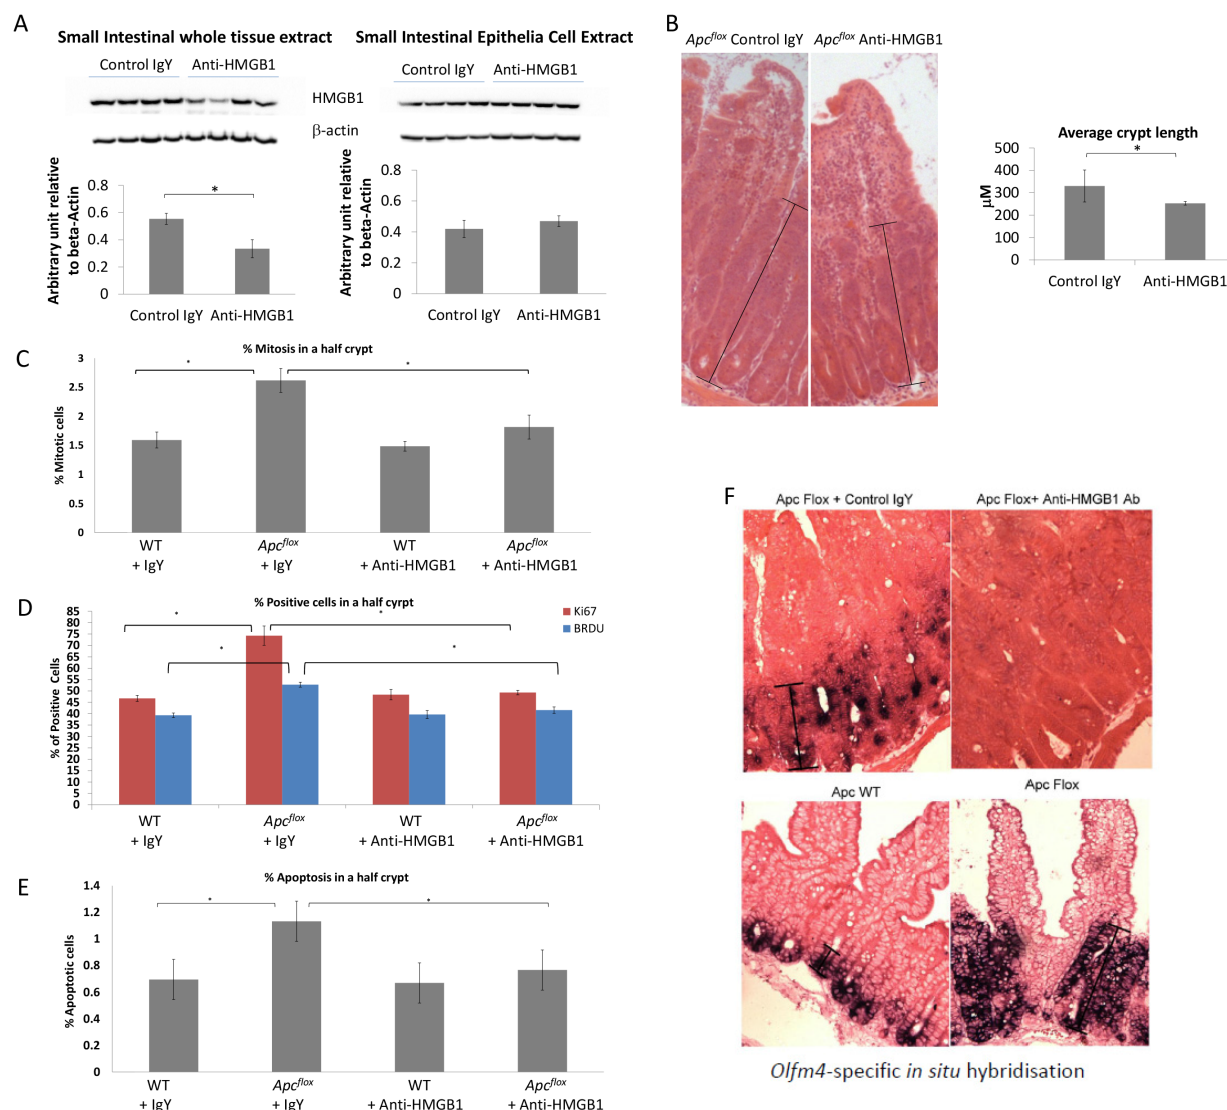 A
Small Intestinal whole tissue extract
Control IgY
Anti-HMGB1
HMGB1
β-actin
Arbitrary unit relative
to beta-Actin
0.8
0.6
0.4
0.2
0
*
Control IgY
Anti-HMGB1
Small Intestinal Epithelia Cell Extract
Control IgY
Anti-HMGB1
Arbitrary unit relative
to beta-Actin
0.8
0.6
0.4
0.2
0
Control IgY
Anti-HMGB1
B
Apcflox Control IgY
Apcflox Anti-HMGB1
Average crypt length
*
μM
500
400
300
200
100
0
Control IgY
Anti-HMGB1
C
% Mitosis in a half crypt
* *
% Mitotic cells
3
2.5
2
1.5
1
0.5
0
WT
+ IgY
Apcflox
+ IgY
WT
+ Anti-HMGB1
Apcflox
+ Anti-HMGB1
D
% Positive cells in a half cyrpt
Ki67
BRDU
* *
* *
% of Positive Cells
85
80
75
70
65
60
55
50
45
40
35
30
25
20
15
10
5
0
WT
+ IgY
Apcflox
+ IgY
WT
+ Anti-HMGB1
Apcflox
+ Anti-HMGB1
E
% Apoptosis in a half crypt
* *
% Apoptotic cells
1.4
1.2
1
0.8
0.6
0.4
0.2
0
WT
+ IgY
Apcflox
+ IgY
WT
+ Anti-HMGB1
Apcflox
+ Anti-HMGB1
F
Apc Flox + Control IgY
Apc Flox+ Anti-HMGB1 Ab
Apc WT
Apc Flox
Olfm4-specific in situ hybridisation